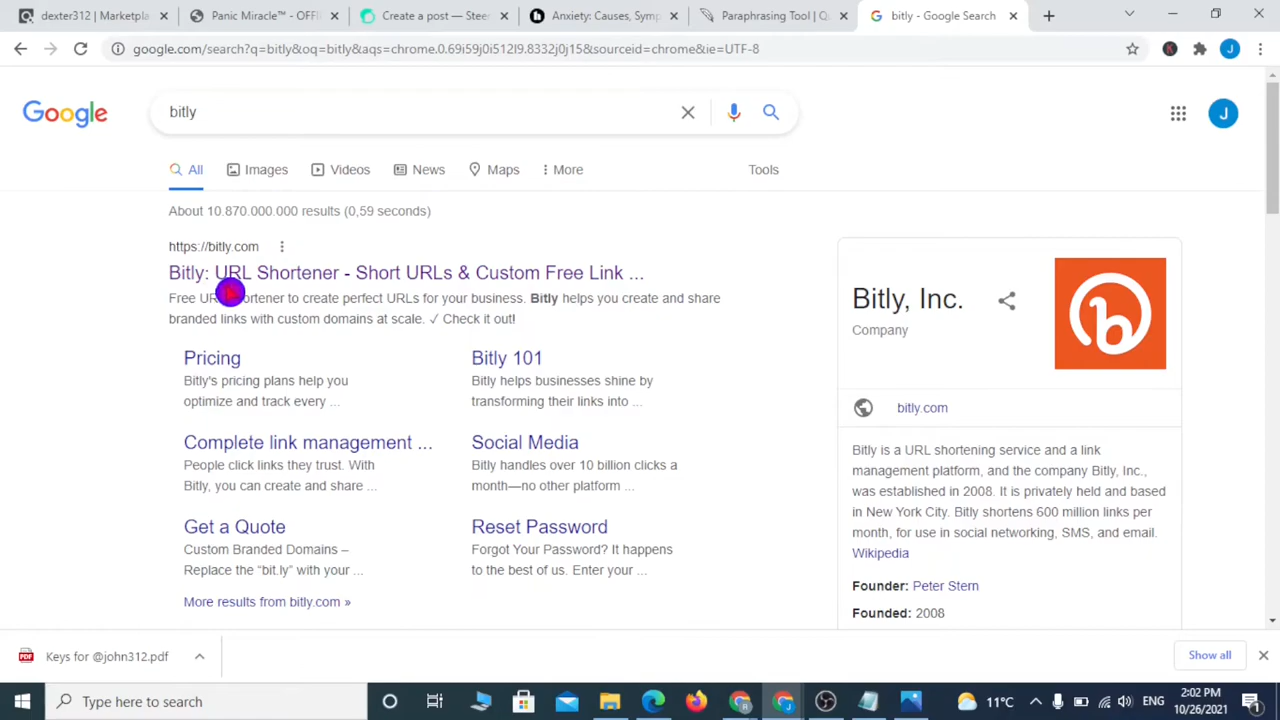 dexter312 | Marketpla
Panic Miracle™ - OFFI
Create a post — Steer
Anxiety: Causes, Symp
Paraphrasing Tool | Q
bitly - Google Search
google.com/search?q=bitly&oq=bitly&aqs=chrome.0.69i59j0i512l9.8332j0j15&sourceid=chrome&ie=UTF-8
K
J
Google
bitly
J
All
Images
Videos
News
Maps
More
Tools
About 10.870.000.000 results (0,59 seconds)
https://bitly.com
Bitly: URL Shortener - Short URLs & Custom Free Link ...
Free UR ortener to create perfect URLs for your business. Bitly helps you create and share
branded links with custom domains at scale. ✓ Check it out!
Pricing
Bitly's pricing plans help you
optimize and track every ...
Bitly 101
Bitly helps businesses shine by
transforming their links into ...
Complete link management ...
People click links they trust. With
Bitly, you can create and share ...
Social Media
Bitly handles over 10 billion clicks a
month—no other platform ...
Get a Quote
Custom Branded Domains –
Replace the “bit.ly” with your ...
Reset Password
Forgot Your Password? It happens
to the best of us. Enter your ...
More results from bitly.com »
Bitly, Inc.
Company
b
bitly.com
Bitly is a URL shortening service and a link
management platform, and the company Bitly, Inc.,
was established in 2008. It is privately held and based
in New York City. Bitly shortens 600 million links per
month, for use in social networking, SMS, and email.
Wikipedia
Founder: Peter Stern
Founded: 2008
PDF
Keys for @john312.pdf
Show all
Type here to search
R
J
11°C
ENG
2:02 PM
10/26/2021
1